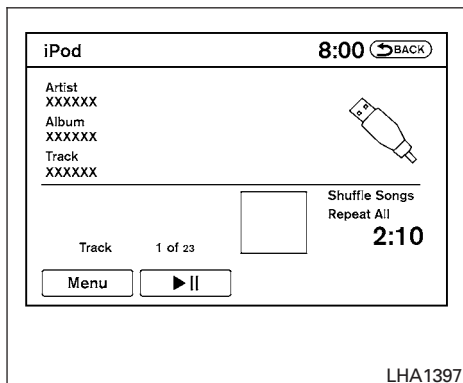 iPod 8:00 BACK
Artist
XXXXXX
Album
XXXXXX
Track
XXXXXX
Shuffle Songs
Repeat All
2:10
Track 1 of 23
Menu
LHA1397